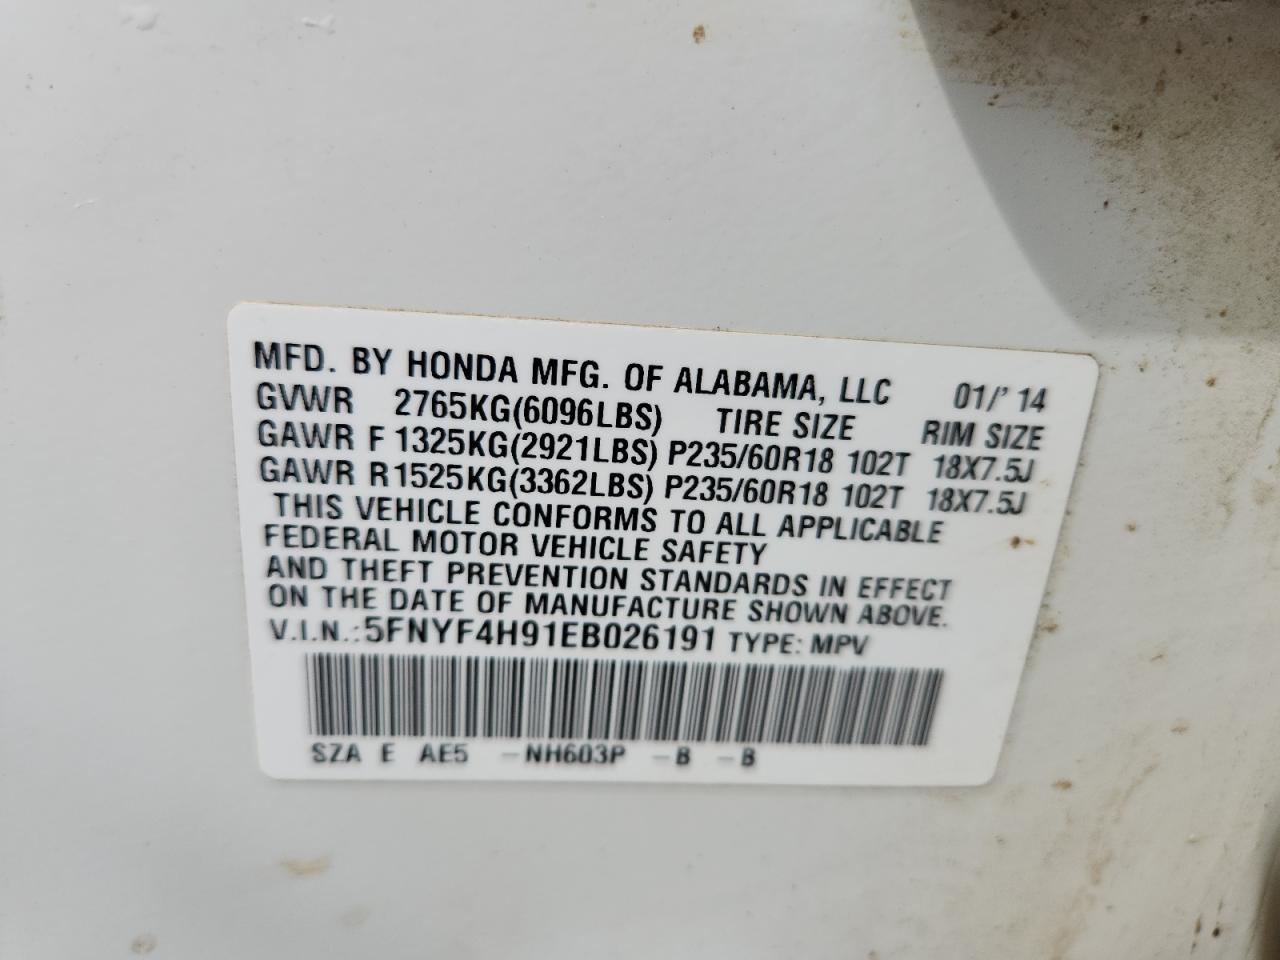 MFD. BY HONDA MFG. OF ALABAMA, LLC 01/'14
GVWR 2765KG(6096LBS) TIRE SIZE RIM SIZE
GAWR F 1325KG(2921LBS) P235/60R18 102T 18X7.5J
GAWR R 1525KG(3362LBS) P235/60R18 102T 18X7.5J
THIS VEHICLE CONFORMS TO ALL APPLICABLE
FEDERAL MOTOR VEHICLE SAFETY
AND THEFT PREVENTION STANDARDS IN EFFECT
ON THE DATE OF MANUFACTURE SHOWN ABOVE.
V.I.N.:5FNYF4H91EB026191 TYPE: MPV
SZA E AE5 -NH603P -B -B